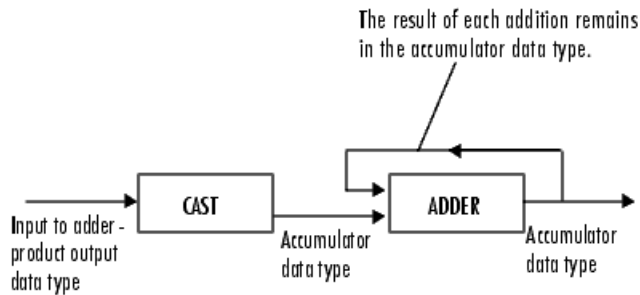 The result of each addition remains
in the accumulator data type.
CAST
ADDER
Input to adder -
product output
data type
Accumulator
data type
Accumulator
data type